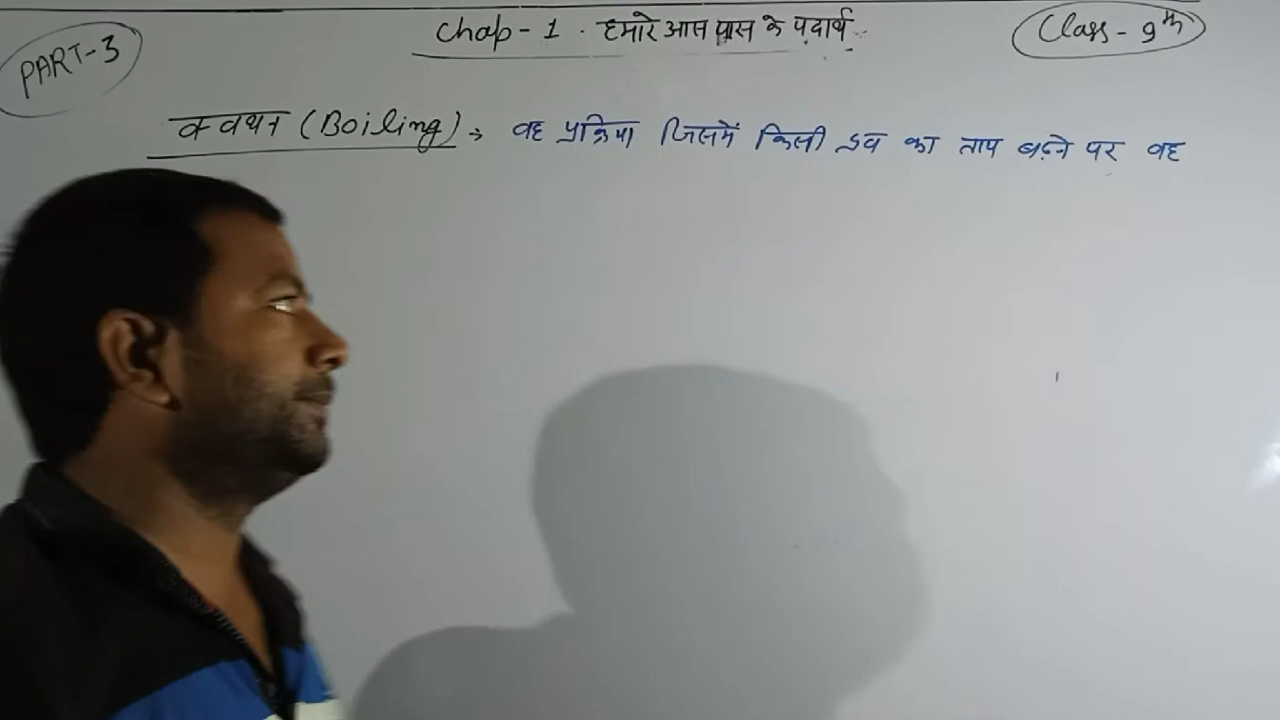 PART-3
Chap-1. हमारे आस पास के पदार्थ
Class-9th
क्वथन (Boiling) → वह प्रक्रिया जिसमें किसी द्रव का ताप बढ़ने पर वह